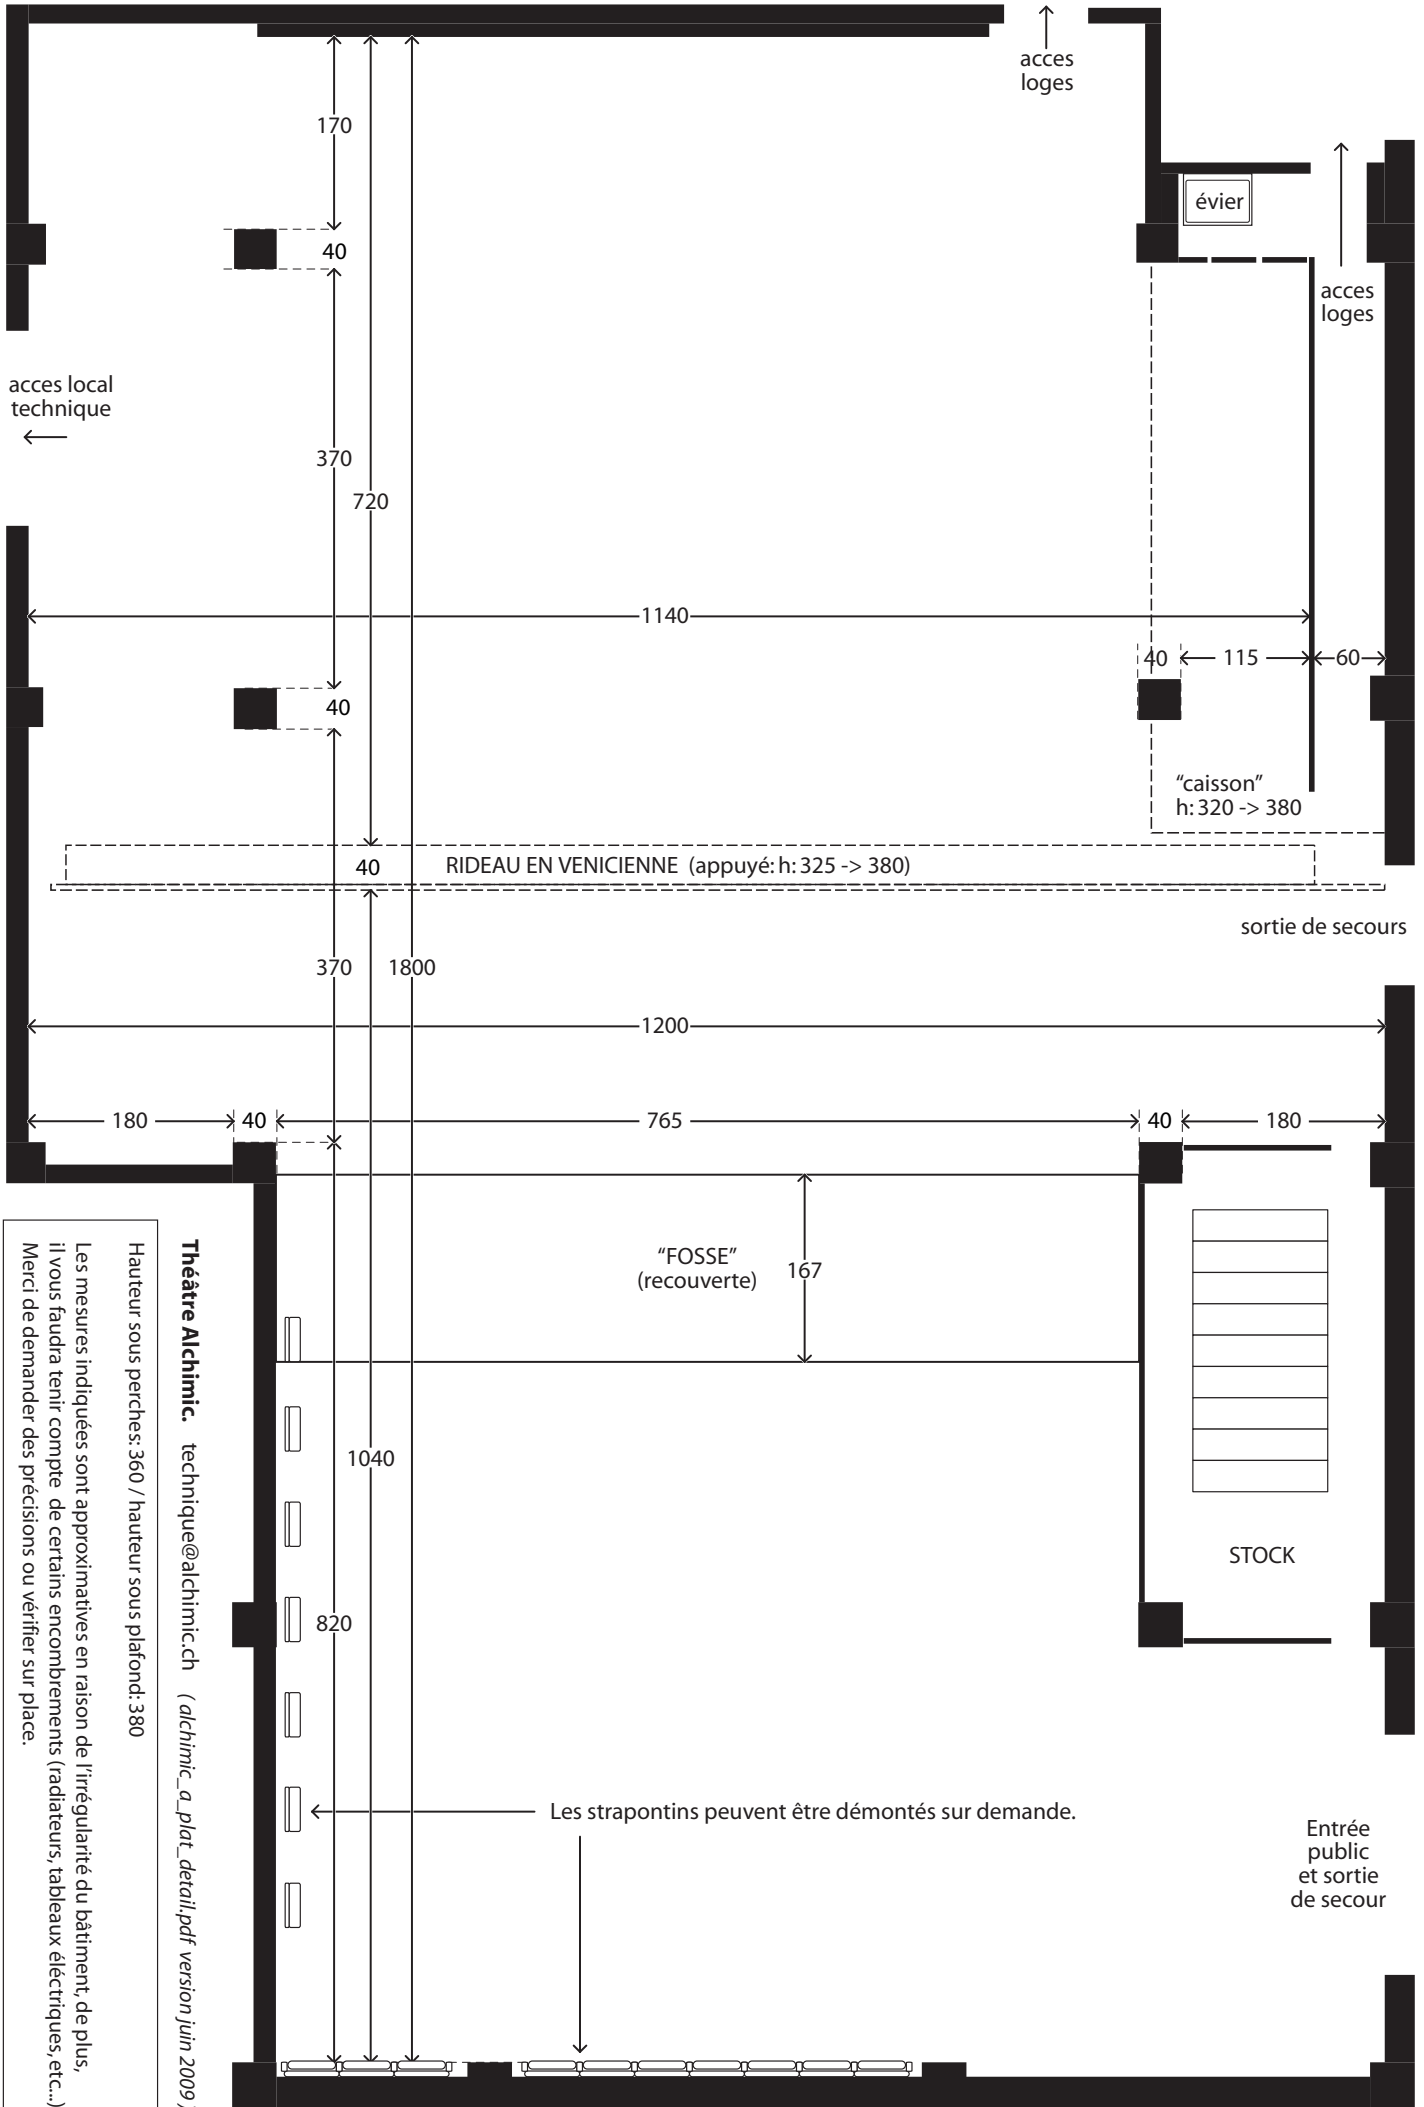 acces
loges
170
évier
40
acces
loges
acces local
technique
370
720
1140
40
115
60
40
"caisson"
h: 320 -> 380
40
RIDEAU EN VENICIENNE (appuyé: h: 325 -> 380)
sortie de secours
370
1800
1200
180
40
765
40
180
"FOSSE"
(recouverte)
167
1040
STOCK
820
Les strapontins peuvent être démontés sur demande.
Entrée
public
et sortie
de secour
Théâtre Alchimic. technique@alchimic.ch ( alchimic_a_plat_detail.pdf version juin 2009 )
Hauteur sous perches: 360 / hauteur sous plafond: 380
Les mesures indiquées sont approximatives en raison de l'irrégularité du bâtiment, de plus,
il vous faudra tenir compte de certains encombrements (radiateurs, tableaux éléctriques, etc...)
Merci de demander des précisions ou vérifier sur place.